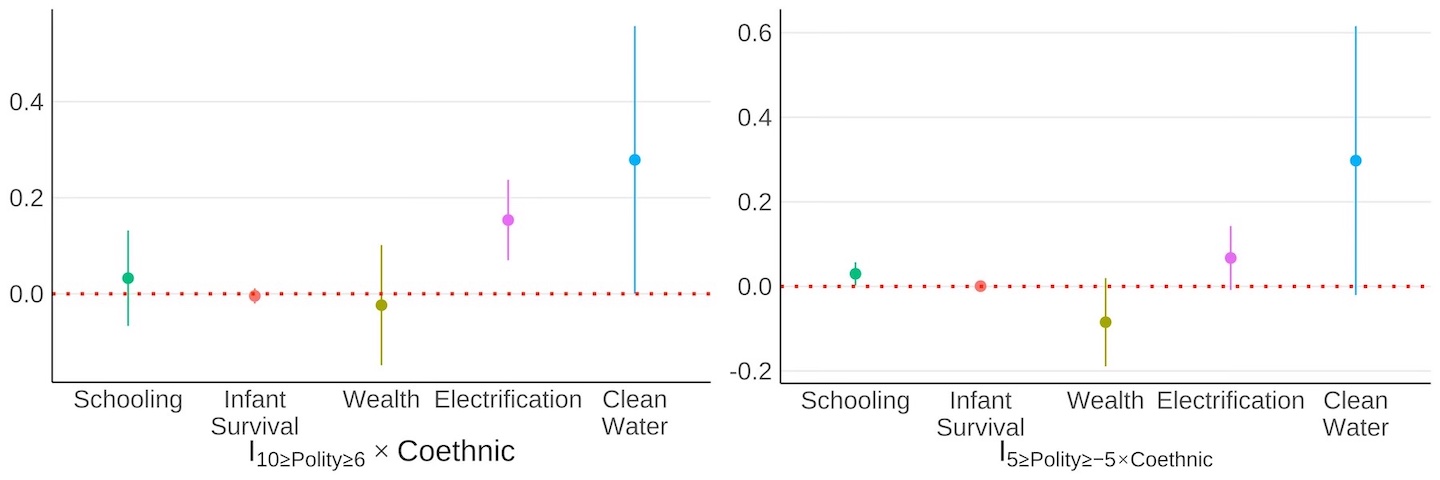 0.4
0.2
0.0
Schooling Infant Survival Wealth Electrification Clean Water
I10≥Polity≥6 × Coethnic
0.6
0.4
0.2
0.0
-0.2
Schooling Infant Survival Wealth Electrification Clean Water
I5≥Polity≥−5×Coethnic